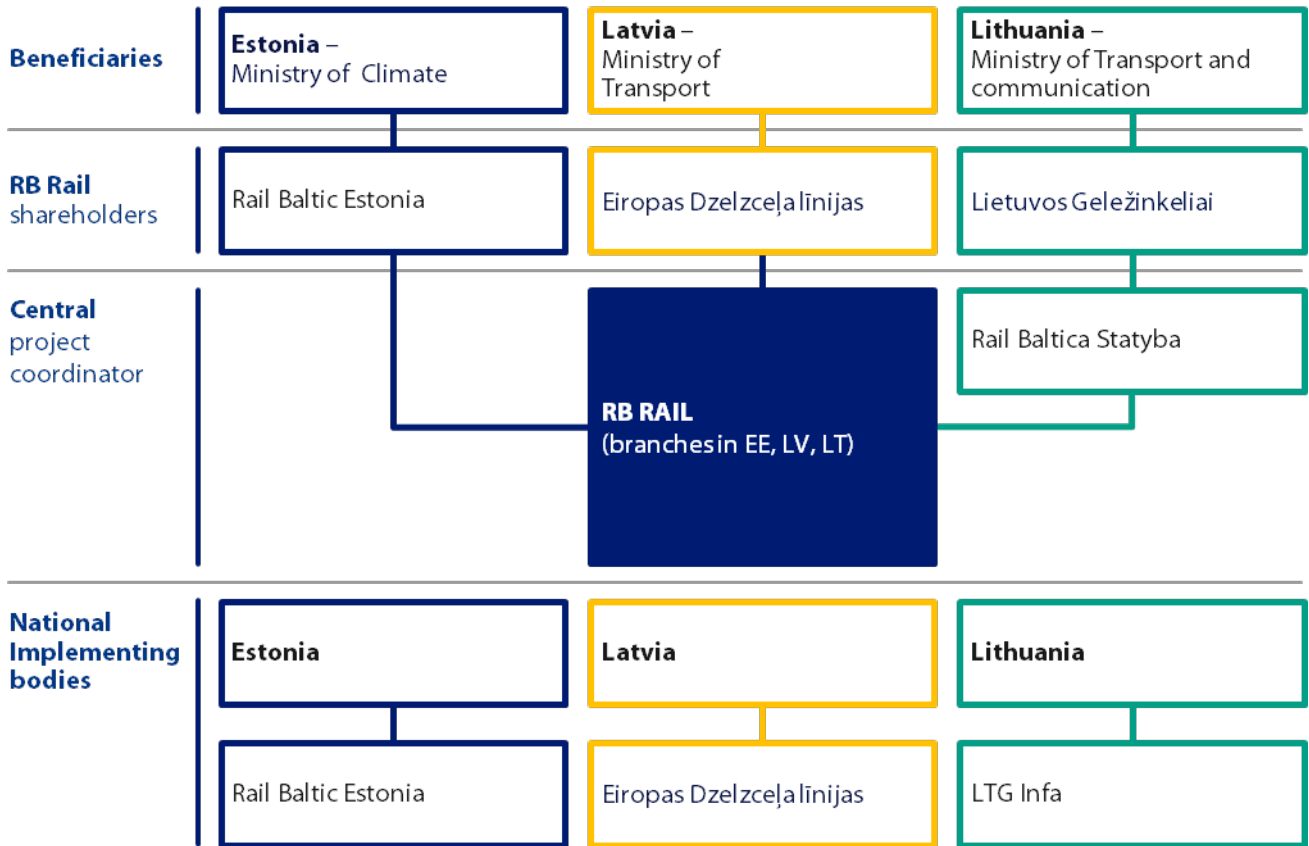 Beneficiaries
Estonia –
Ministry of Climate
Latvia –
Ministry of
Transport
Lithuania –
Ministry of Transport and
communication
RB Rail
shareholders
Rail Baltic Estonia
Eiropas Dzelzceļa līnijas
Lietuvos Geležinkeliai
Central
project
coordinator
RB RAIL
(branches in EE, LV, LT)
Rail Baltica Statyba
National
Implementing
bodies
Estonia
Latvia
Lithuania
Rail Baltic Estonia
Eiropas Dzelzceļa līnijas
LTG Infa